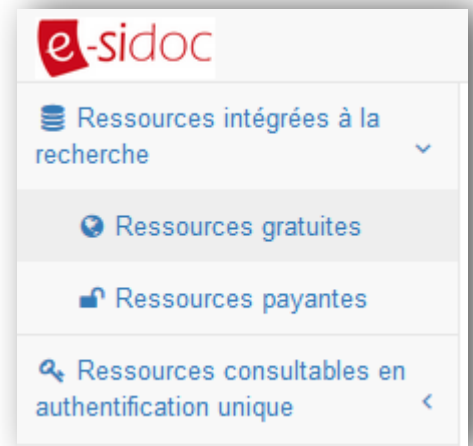 e-sidoc
Ressources intégrées à la
recherche
Ressources gratuites
Ressources payantes
Ressources consultables en
authentification unique